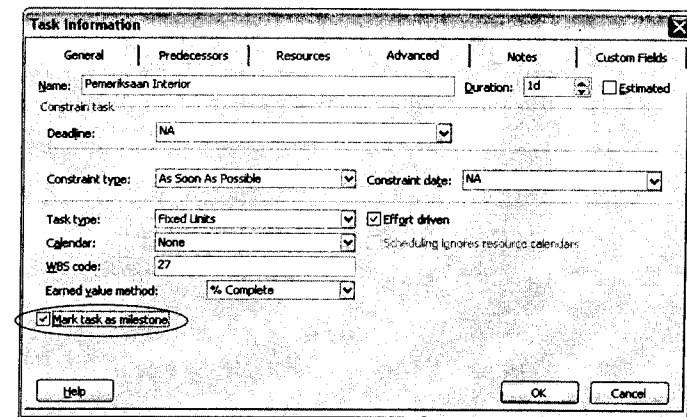 Task Information
General Predecessors Resources Advanced Notes Custom Fields
Name: Pemeriksaan Interior Duration: 1d Estimated
Constrain task
Deadline: NA
Constraint type: As Soon As Possible Constraint date: NA
Task type: Fixed Units Effort driven
Calendar: None Scheduling ignores resource calendars
WBS code: 27
Earned value method: % Complete
Mark task as milestone
Help OK Cancel